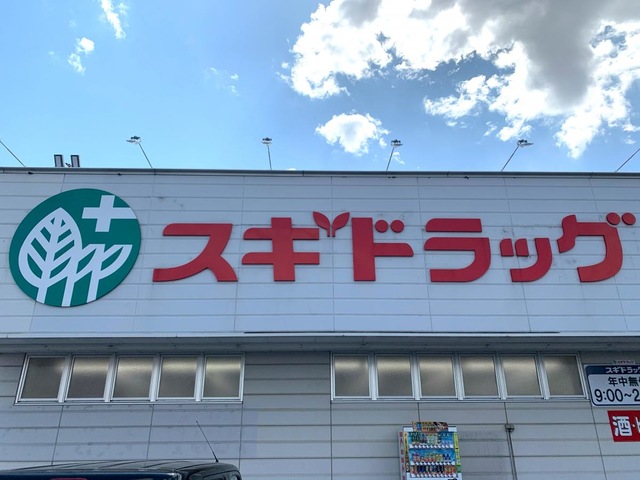 スギドラッグ
スギドラッグ
年中無休
9:00~2
酒・